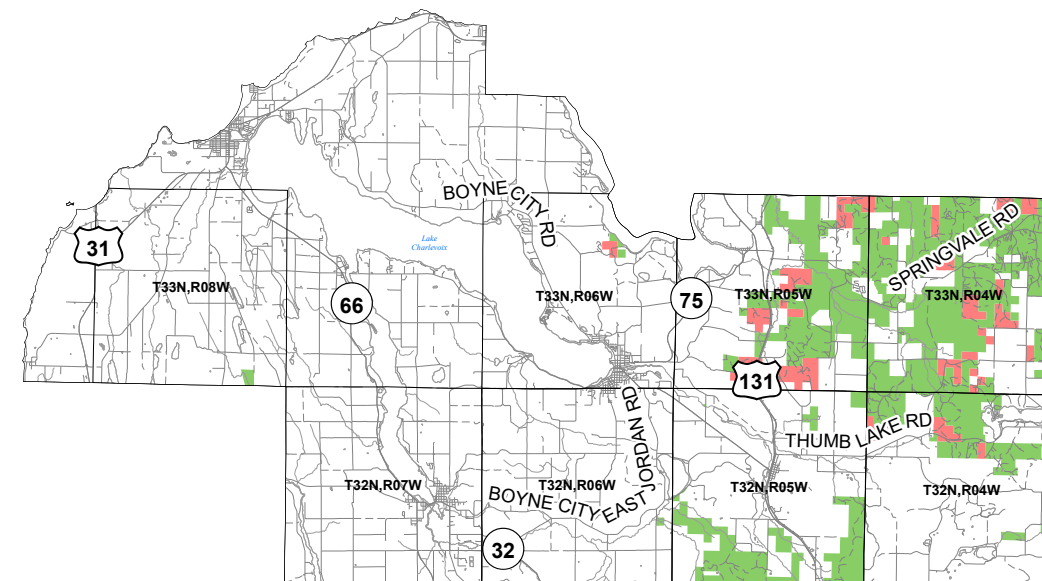 BOYNE CITY RD
SPRINGVALE RD
31
Lake
Charlevoix
T33N,R08W
66
T33N,R06W
75
T33N,R05W
T33N,R04W
131
THUMB LAKE RD
T32N,R07W
T32N,R06W
T32N,R05W
T32N,R04W
BOYNE CITY EAST JORDAN RD
32